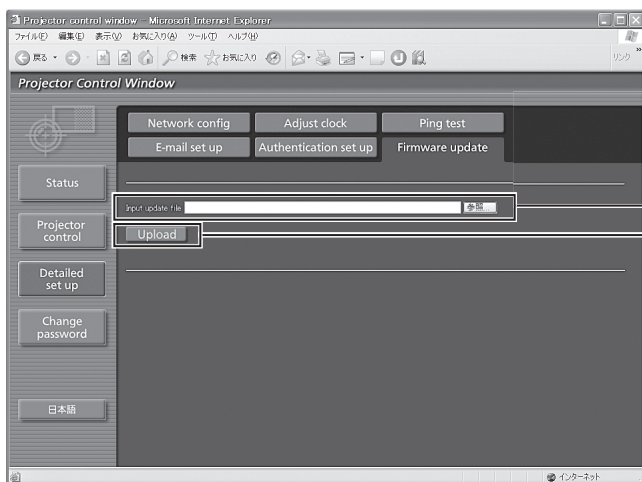 Projector control window - Microsoft Internet Explorer
ファイル(F) 編集(E) 表示(V) お気に入り(A) ツール(T) ヘルプ(H)
戻る 検索 お気に入り リンク »
Projector Control Window
Network config Adjust clock Ping test
E-mail set up Authentication set up Firmware update
Status
Input update file 参照...
Projector control
Upload
Detailed set up
Change password
日本語
インターネット